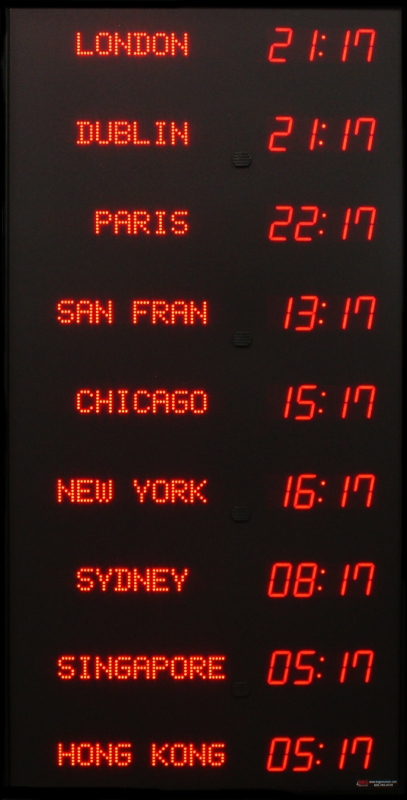 LONDON 21:17
DUBLIN 21:17
PARIS 22:17
SAN FRAN 13:17
CHICAGO 15:17
NEW YORK 16:17
SYDNEY 08:17
SINGAPORE 05:17
HONG KONG 05:17